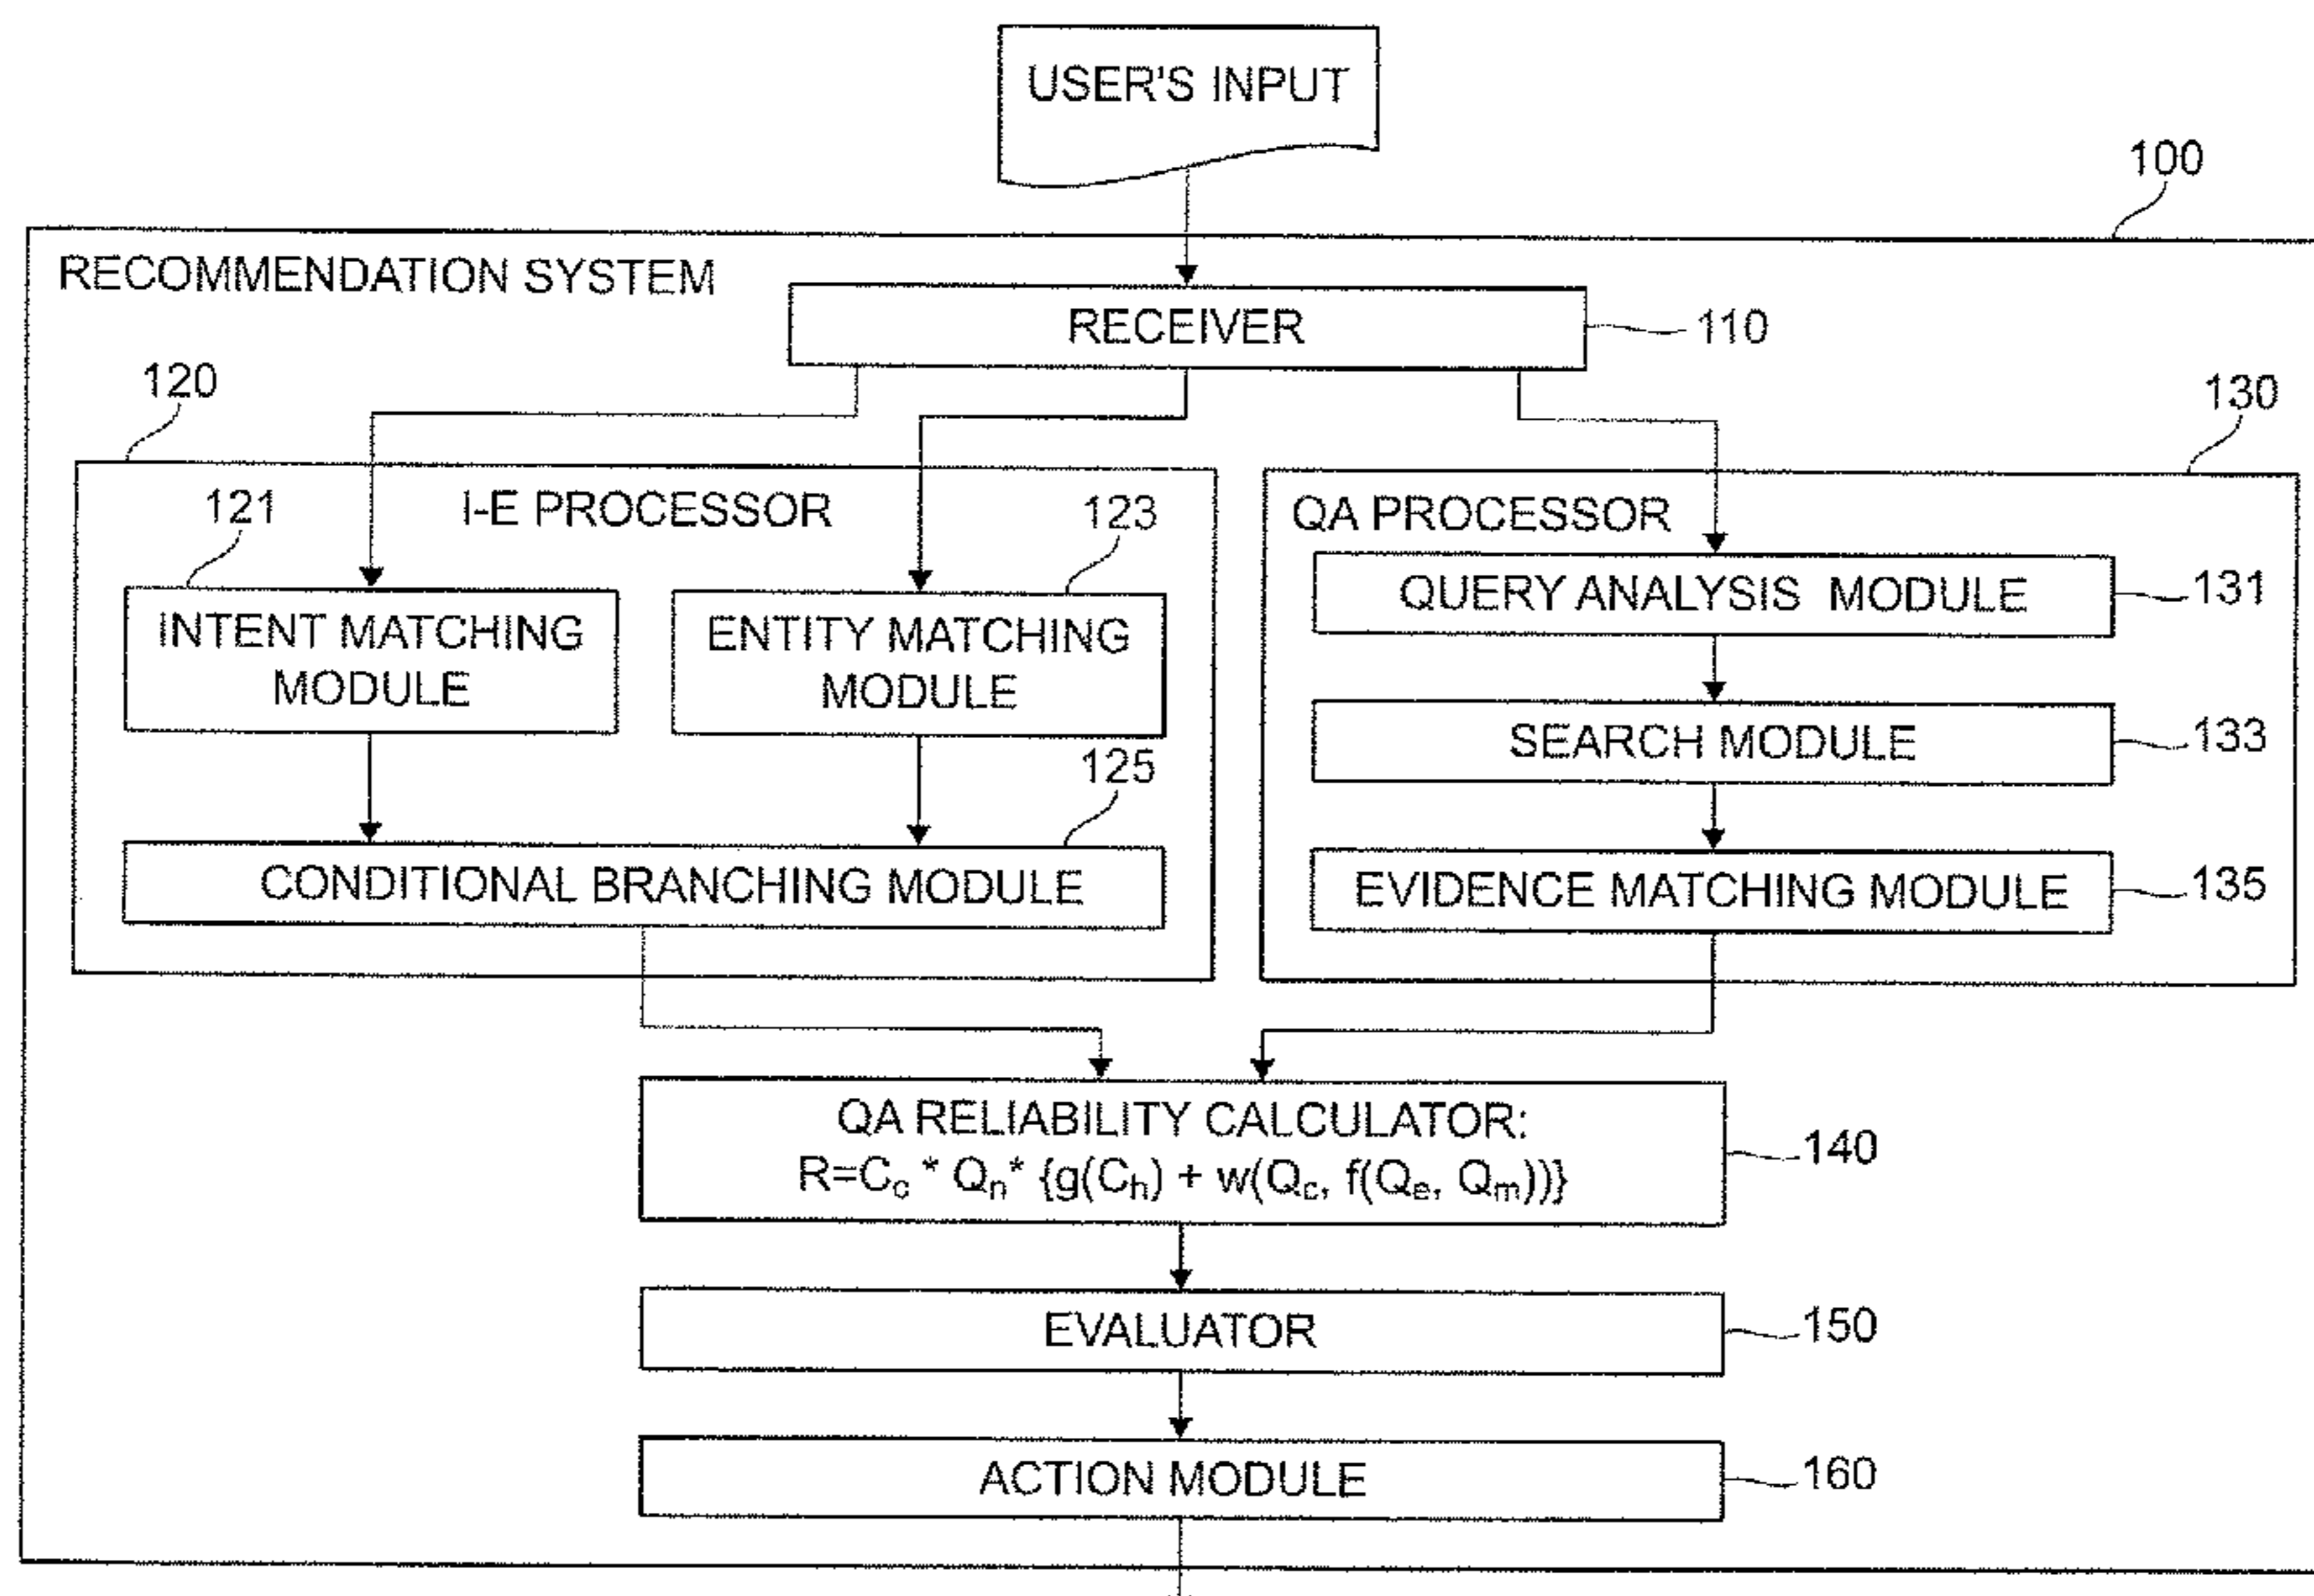 USER'S INPUT
100
RECOMMENDATION SYSTEM
RECEIVER
110
120
130
I-E PROCESSOR
121
123
QA PROCESSOR
INTENT MATCHING
MODULE
ENTITY MATCHING
MODULE
QUERY ANALYSIS MODULE
131
SEARCH MODULE
133
125
CONDITIONAL BRANCHING MODULE
EVIDENCE MATCHING MODULE
135
QA RELIABILITY CALCULATOR:
R=Cc * Qn* {g(Ch) + w(Qc, f(Qe, Qm))}
140
EVALUATOR
150
ACTION MODULE
160